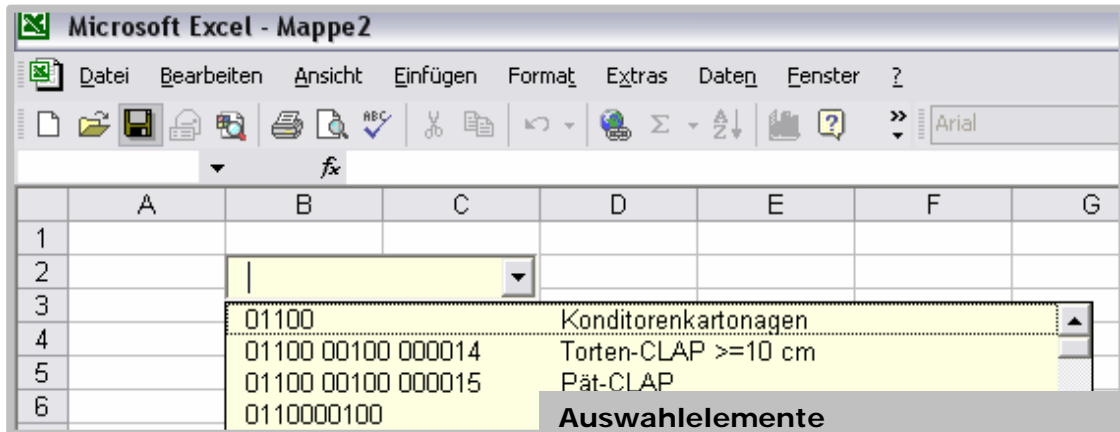 Microsoft Excel - Mappe2
Datei Bearbeiten Ansicht Einfügen Format Extras Daten Fenster ?
ABC Σ A Z ? » Arial
fx
A B C D E F G
1
2
3
01100 Konditorenkartonagen
4
01100 00100 000014 Torten-CLAP >=10 cm
5
01100 00100 000015 Pät-CLAP
6
0110000100
Auswahlelemente